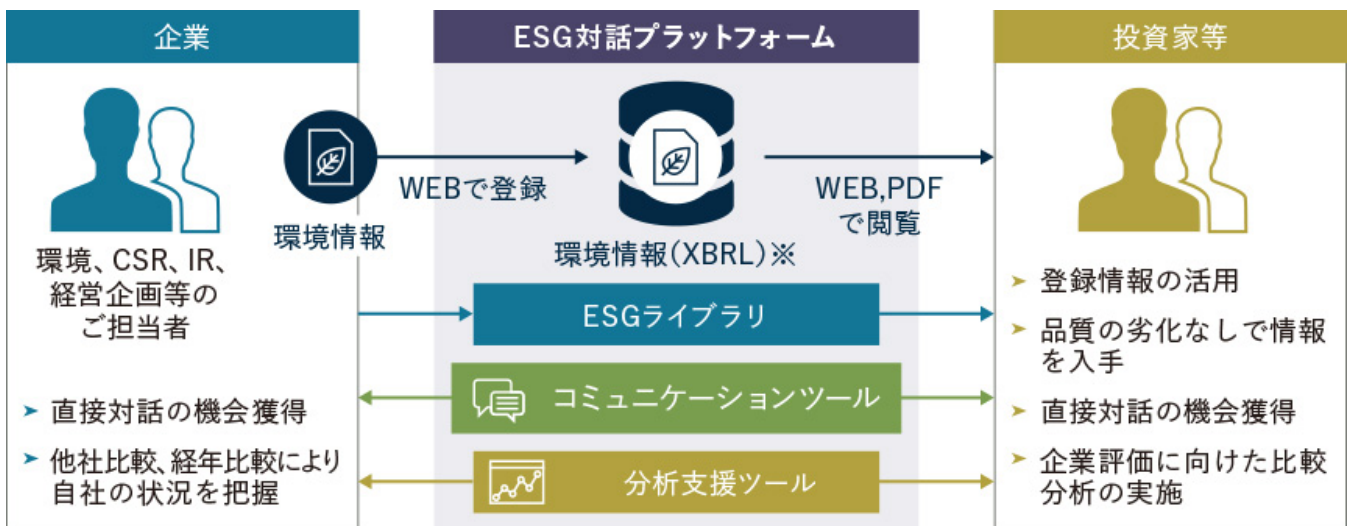 企業
環境情報
環境、CSR、IR、
経営企画等の
ご担当者
直接対話の機会獲得
他社比較、経年比較により
自社の状況を把握
ESG対話プラットフォーム
WEBで登録
環境情報(XBRL)※
WEB,PDF
で閲覧
ESGライブラリ
コミュニケーションツール
分析支援ツール
投資家等
登録情報の活用
品質の劣化なしで情報
を入手
直接対話の機会獲得
企業評価に向けた比較
分析の実施